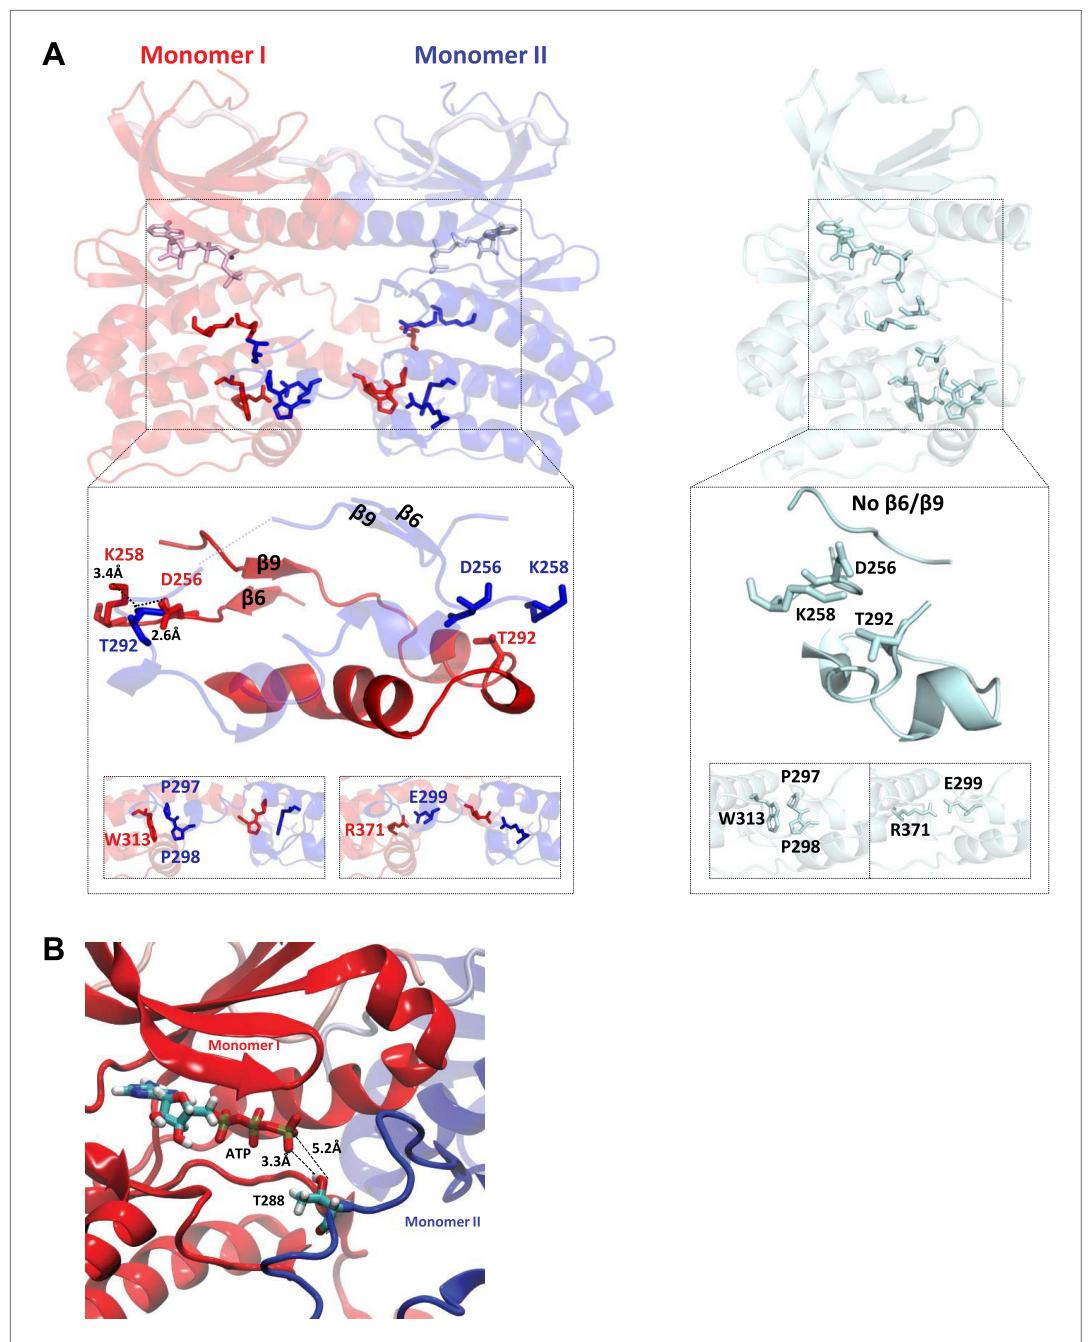 A
Monomer I
Monomer II
β9
β6
K258
3.4Å
D256
β9
β6
T292
2.6Å
D256
K258
T292
No β6/β9
D256
K258
T292
P297
W313
P298
E299
R371
P297
W313
P298
E299
R371
B
Monomer I
ATP
5.2Å
3.3Å
T288
Monomer II